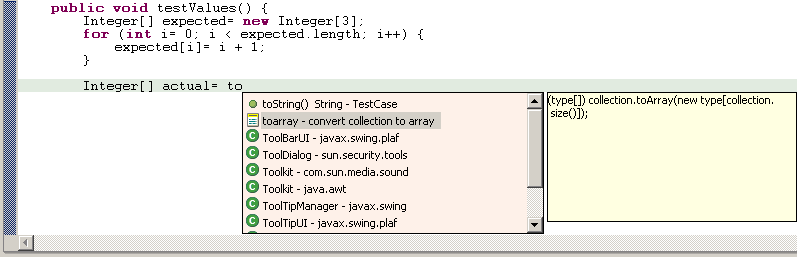 public void testValues() {
Integer[] expected= new Integer[3];
for (int i= 0; i < expected.length; i++) {
expected[i]= i + 1;
}
Integer[] actual= to
toString() String - TestCase
toarray - convert collection to array
ToolBarUI - javax.swing.plaf
ToolDialog - sun.security.tools
Toolkit - com.sun.media.sound
Toolkit - java.awt
ToolTipManager - javax.swing
ToolTipUI - javax.swing.plaf
(type[]) collection.toArray(new type[collection.
size()]);